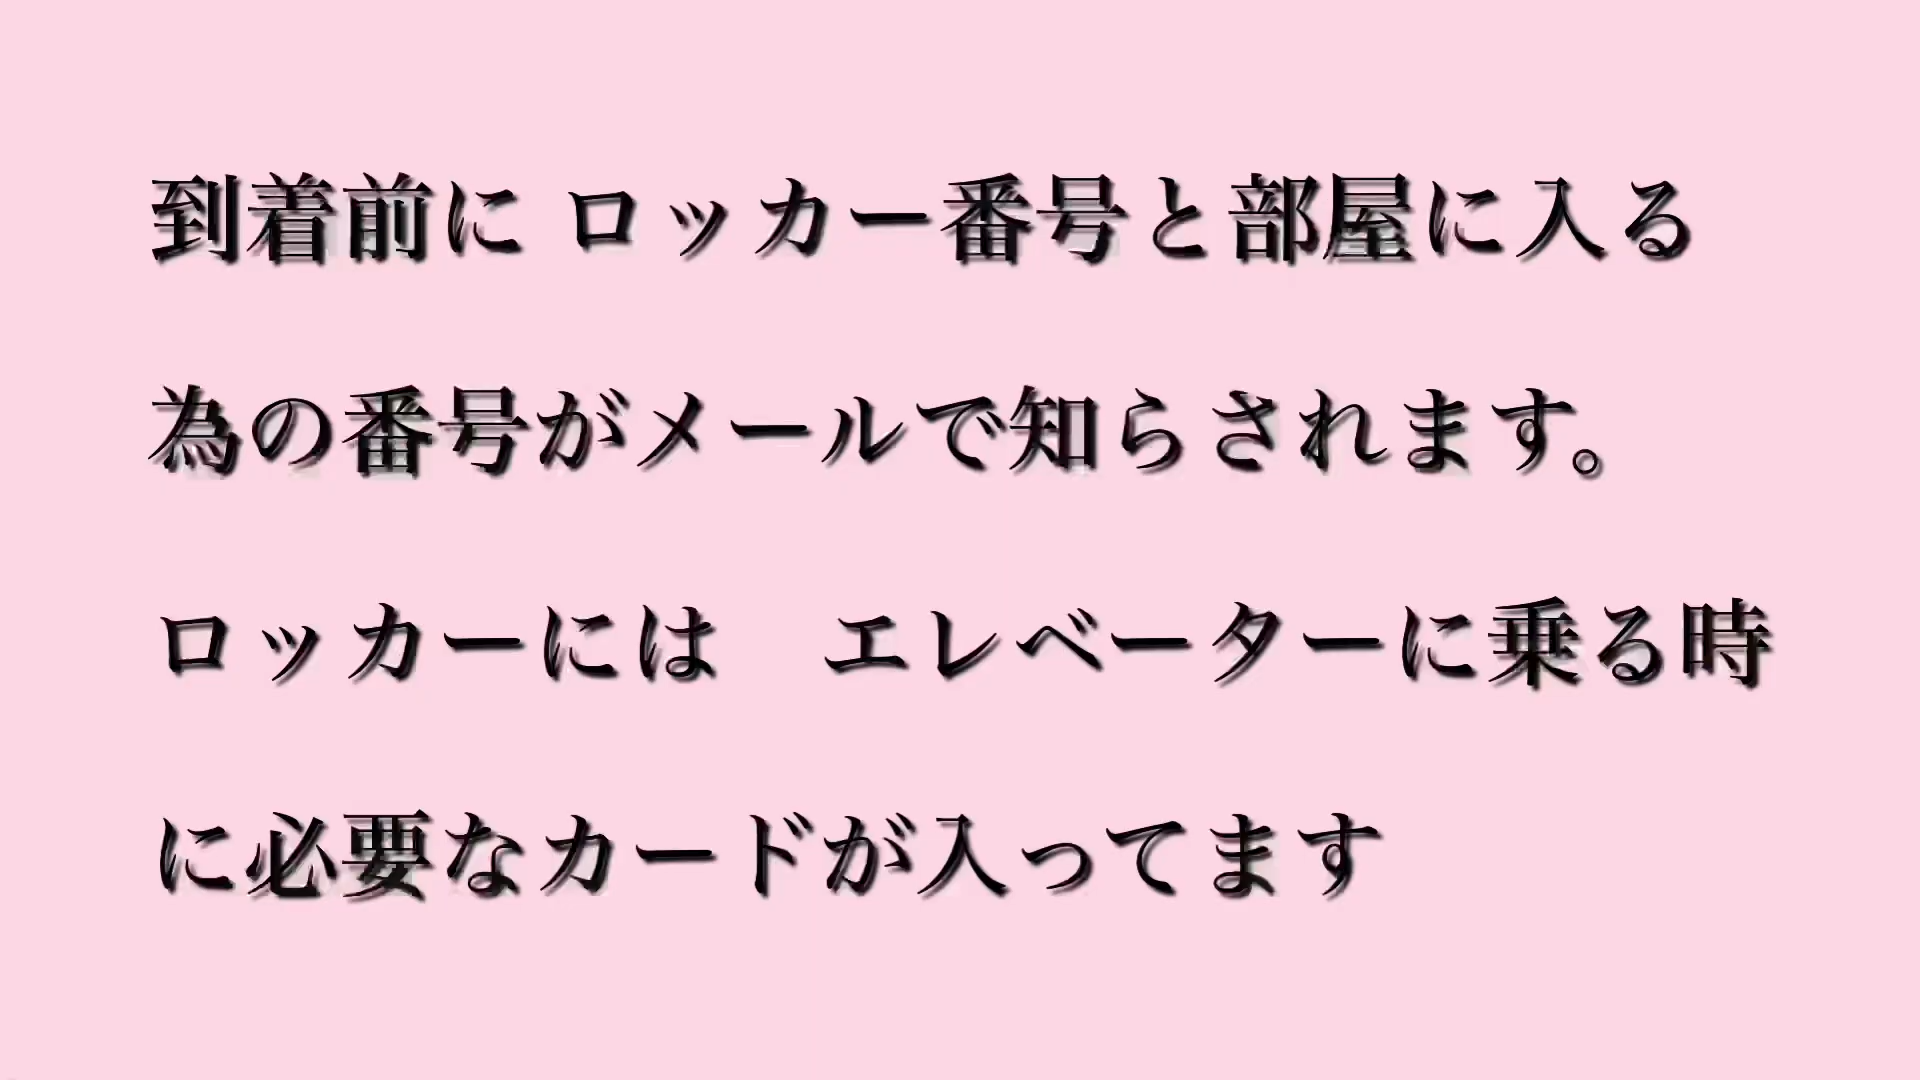 到着前に ロッカー番号と部屋に入る
為の番号がメールで知らされます。
ロッカーには　エレベーターに乗る時
に必要なカードが入ってます